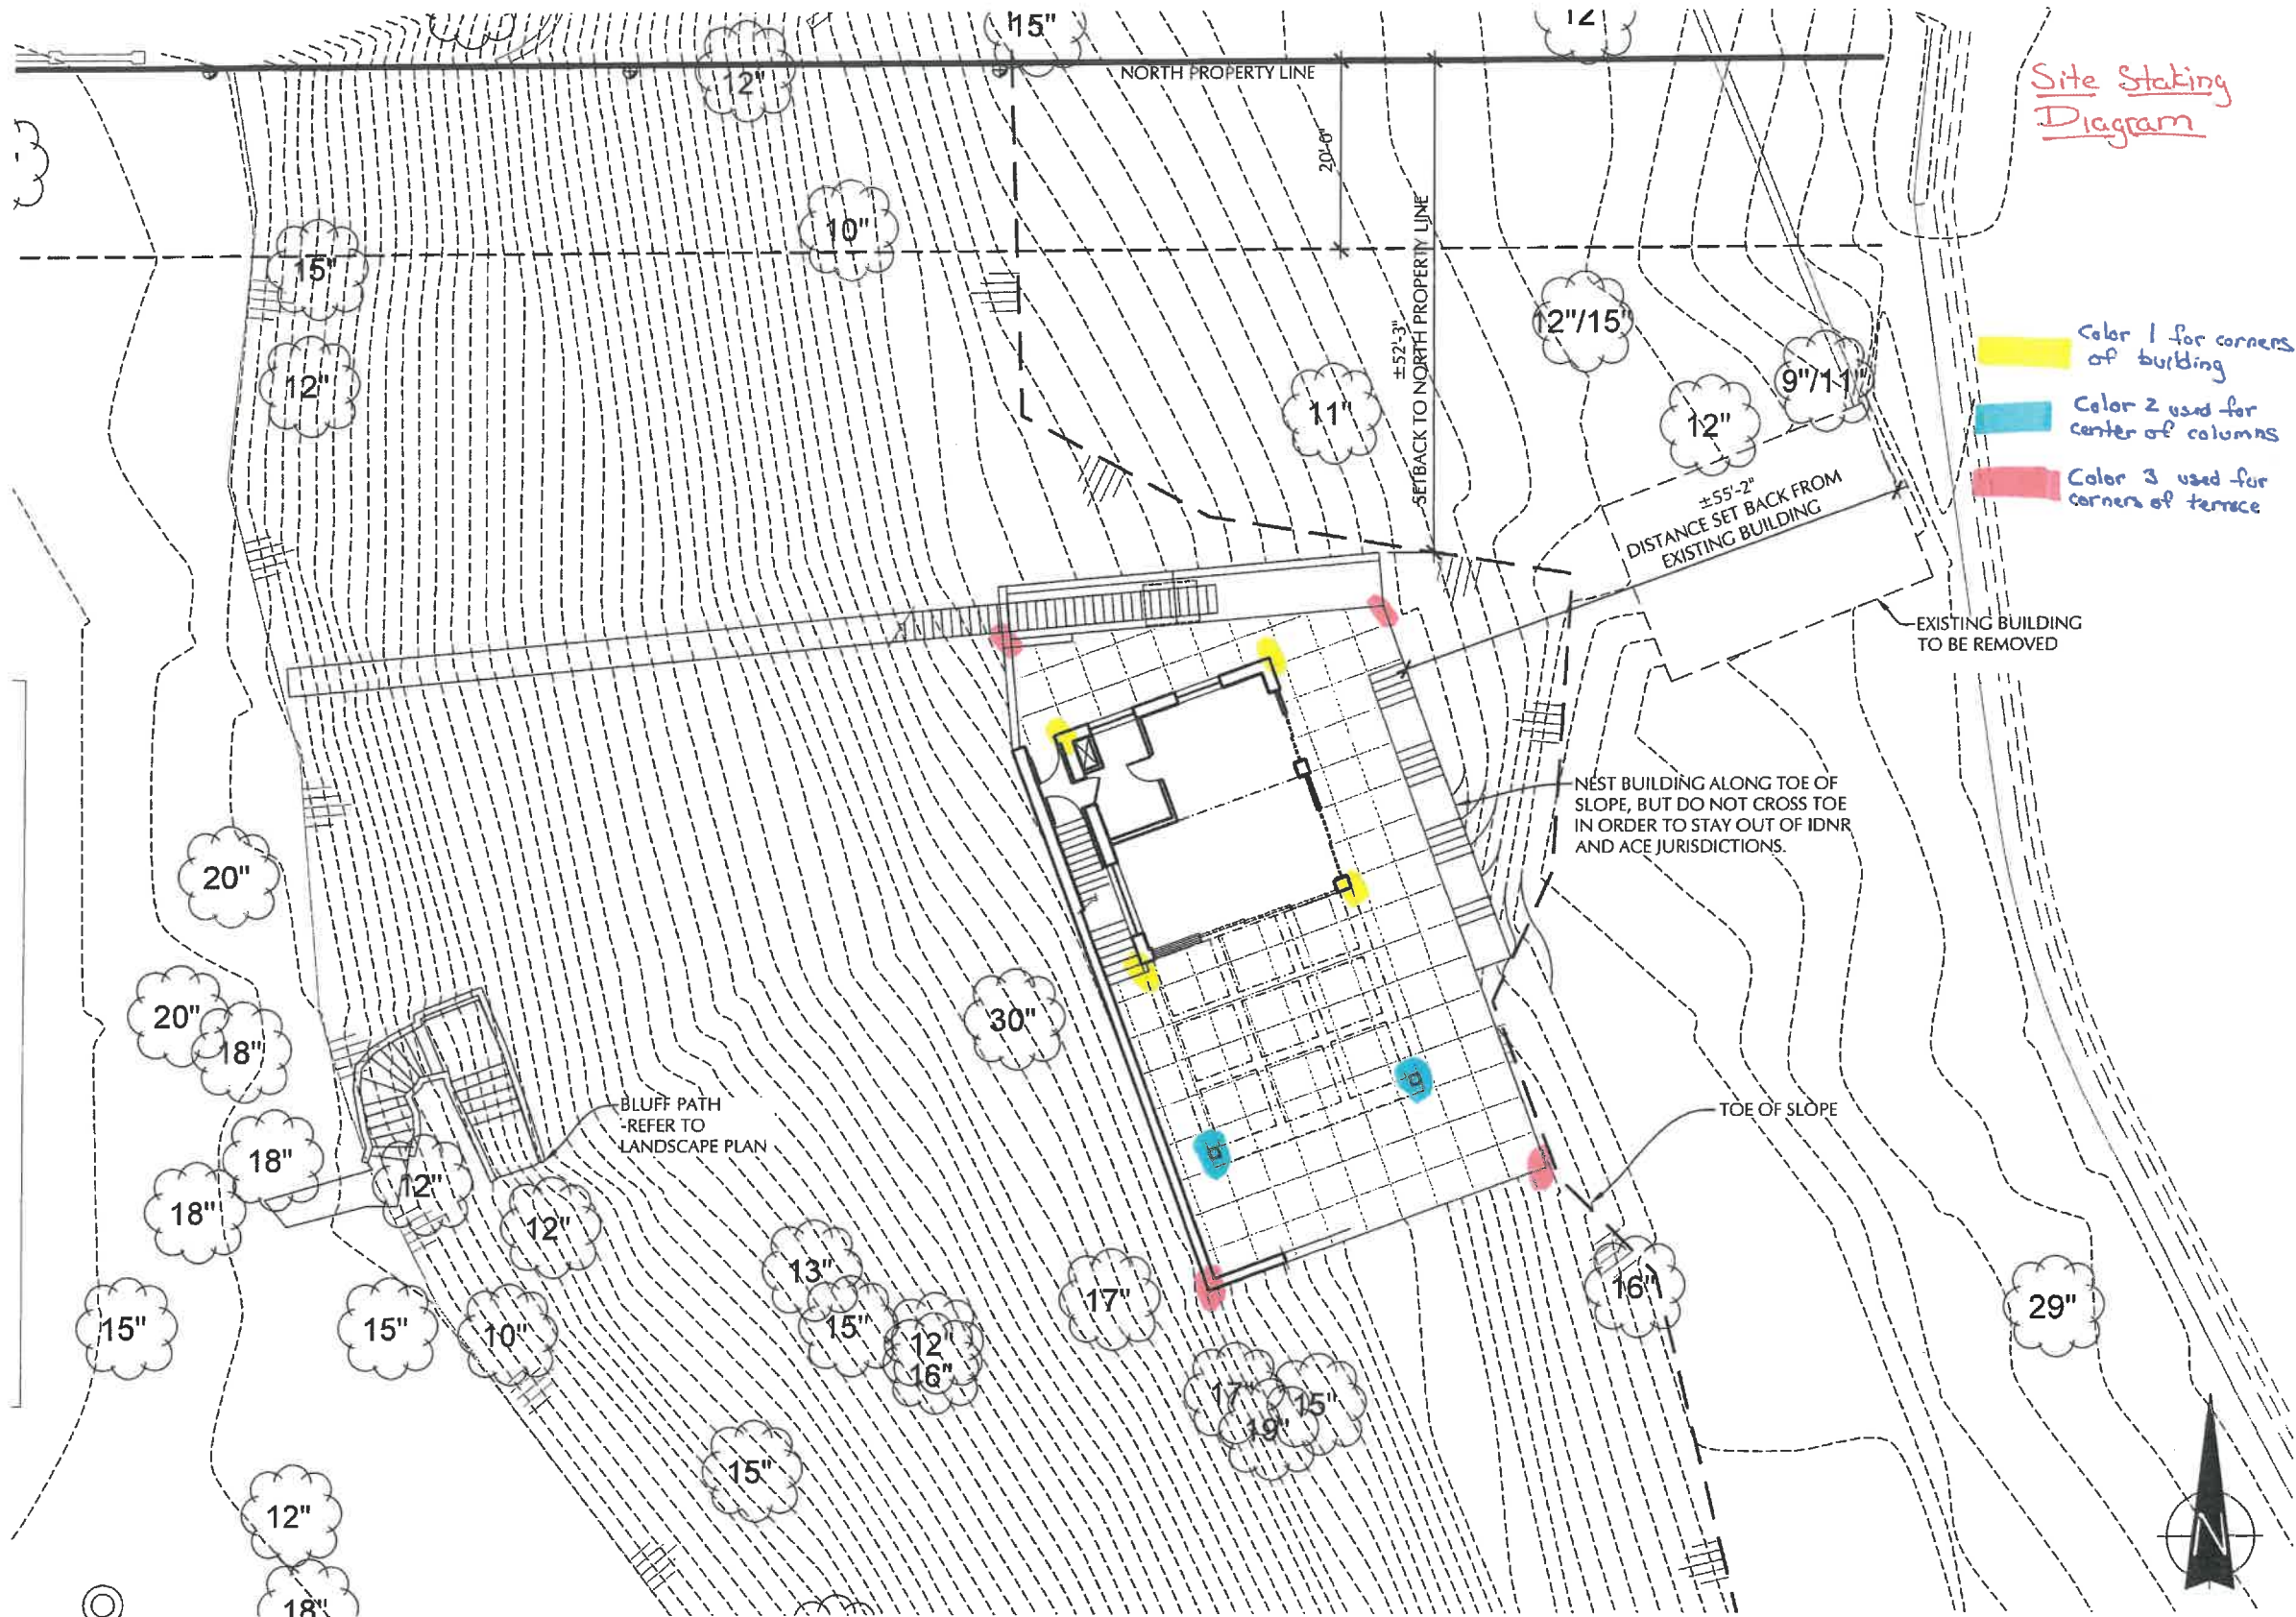 15"
12
12"
NORTH PROPERTY LINE
Site Staking
Diagram
20'-0"
10"
15"
±52'-3"
SETBACK TO NORTH PROPERTY LINE
12"/15"
Color 1 for corners
of building
12"
11"
12"
9"/11"
Color 2 used for
center of columns
Color 3 used for
corners of terrace
±55'-2"
DISTANCE SET BACK FROM
EXISTING BUILDING
EXISTING BUILDING
TO BE REMOVED
NEST BUILDING ALONG TOE OF
SLOPE, BUT DO NOT CROSS TOE
IN ORDER TO STAY OUT OF IDNR
AND ACE JURISDICTIONS.
20"
20"
18"
30"
BLUFF PATH
-REFER TO
LANDSCAPE PLAN
TOE OF SLOPE
18"
18"
12"
12"
13"
15"
15"
15"
10"
12"
16"
17"
16"
29"
17"
15"
19"
15"
12"
18"
N